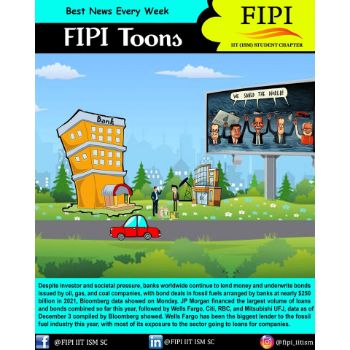 Best News Every Week
FIPI Toons
FIPI
IIT (ISM) STUDENT CHAPTER
WE SAVED THE WORLD!
Bank
Despite investor and societal pressure, banks worldwide continue to lend money and underwrite bonds
issued by oil, gas, and coal companies, with bond deals in fossil fuels arranged by banks at nearly $250
billion in 2021, Bloomberg data showed on Monday. JP Morgan financed the largest volume of loans
and bonds combined so far this year, followed by Wells Fargo, Citi, RBC, and Mitsubishi UFJ, data as of
December 3 compiled by Bloomberg showed. Wells Fargo has been the biggest lender to the fossil
fuel industry this year, with most of its exposure to the sector going to loans for companies.
@FIPI IIT ISM SC
@FIPI IIT ISM SC
@fipi_iitism